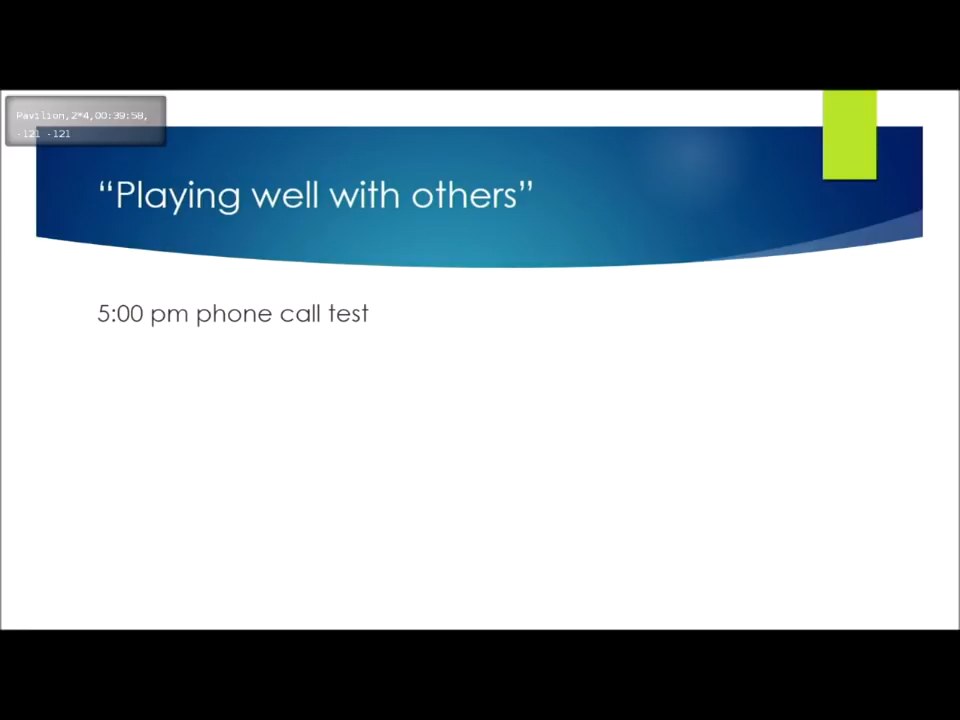 Pavilion,2*4,00:39:58,
-121 -121
“Playing well with others”
5:00 pm phone call test